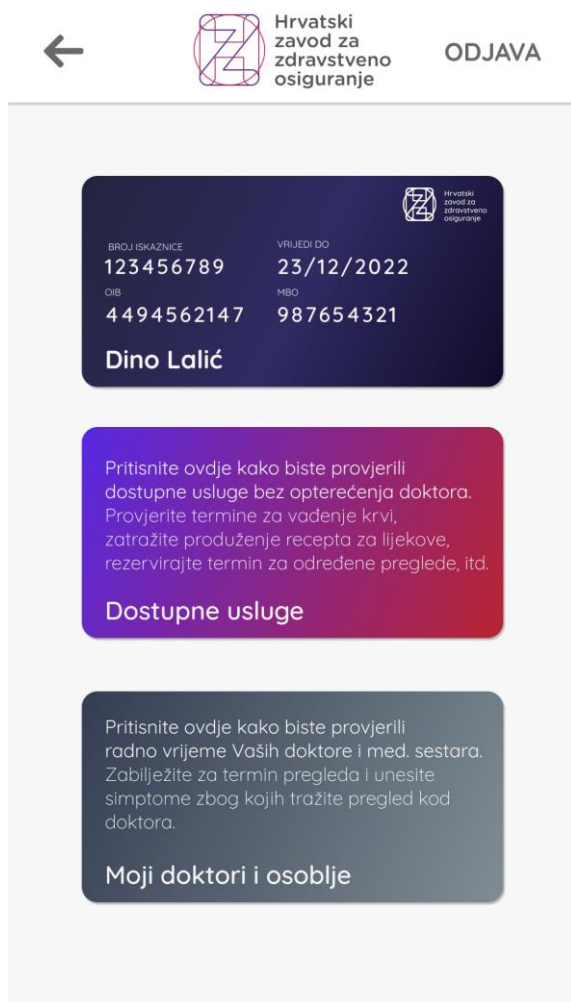 Hrvatski
zavod za
zdravstveno
osiguranje
ODJAVA
Hrvatski
zavod za
zdravstveno
osiguranje
BROJ ISKAZNICE
VRIJEDI DO
123456789
23/12/2022
OIB
MBO
4494562147
987654321
Dino Lalić
Pritisnite ovdje kako biste provjerili
dostupne usluge bez opterećenja doktora.
Provjerite termine za vađenje krvi,
zatražite produženje recepta za lijekove,
rezervirajte termin za određene preglede, itd.
Dostupne usluge
Pritisnite ovdje kako biste provjerili
radno vrijeme Vaših doktore i med. sestara.
Zabilježite za termin pregleda i unesite
simptome zbog kojih tražite pregled kod
doktora.
Moji doktori i osoblje